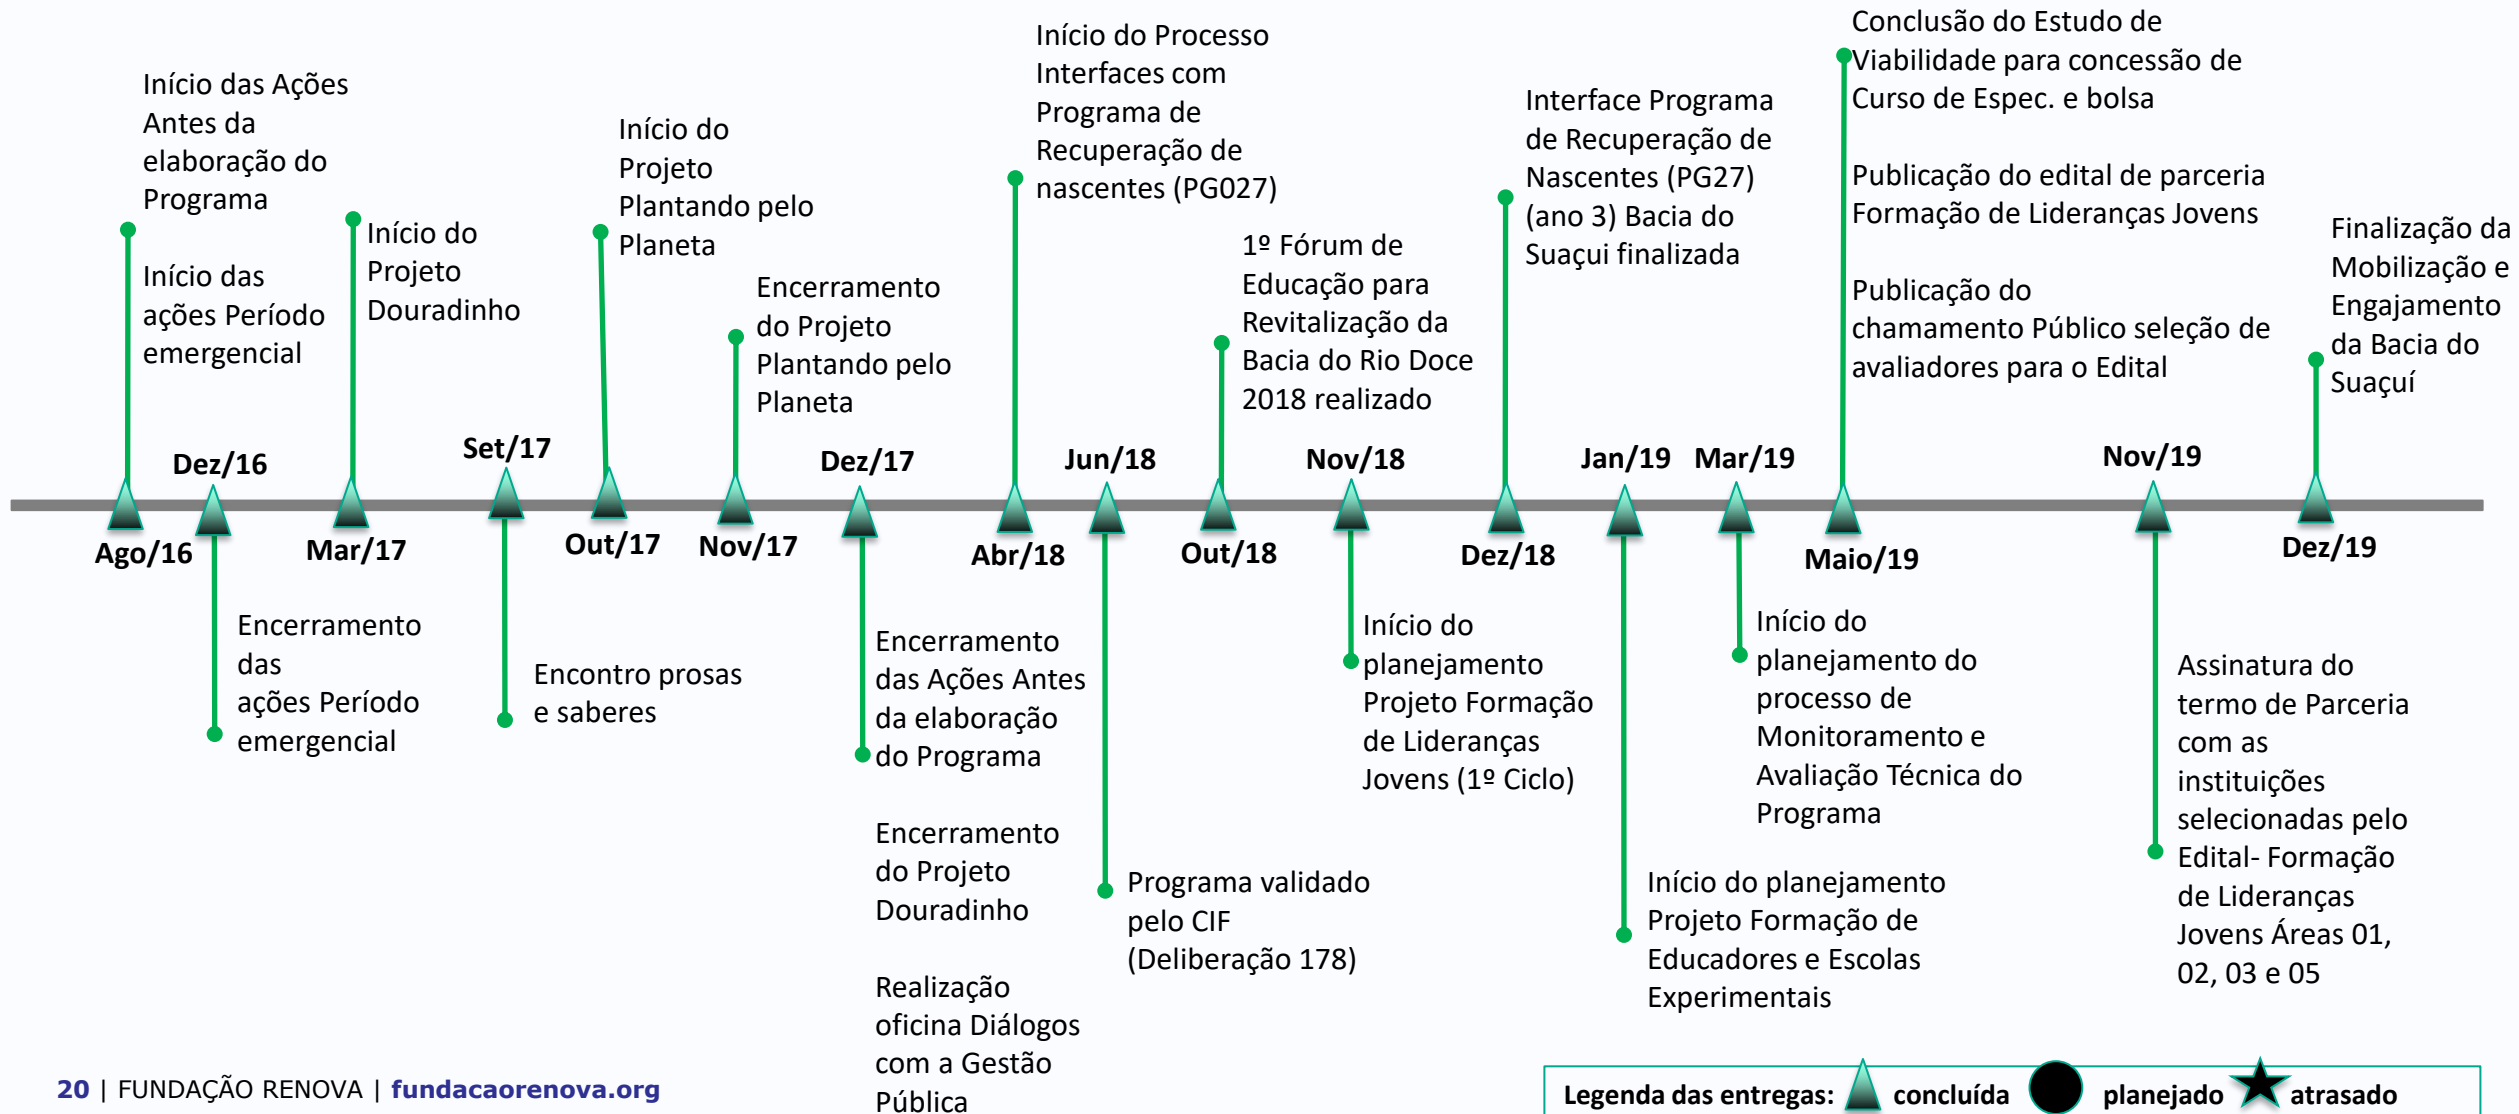 Início das Ações
Antes da
elaboração do
Programa
Início das
ações Período
emergencial
Início do
Projeto
Douradinho
Início do
Projeto
Plantando pelo
Planeta
Encerramento
do Projeto
Plantando pelo
Planeta
Início do Processo
Interfaces com
Programa de
Recuperação de
nascentes (PG027)
1º Fórum de
Educação para
Revitalização da
Bacia do Rio Doce
2018 realizado
Interface Programa
de Recuperação de
Nascentes (PG27)
(ano 3) Bacia do
Suaçui finalizada
Conclusão do Estudo de
Viabilidade para concessão de
Curso de Espec. e bolsa
Publicação do edital de parceria
Formação de Lideranças Jovens
Publicação do
chamamento Público seleção de
avaliadores para o Edital
Finalização da
Mobilização e
Engajamento
da Bacia do
Suaçuí
Dez/16
Set/17
Dez/17
Jun/18
Nov/18
Jan/19
Mar/19
Nov/19
Ago/16
Mar/17
Out/17
Nov/17
Abr/18
Out/18
Dez/18
Maio/19
Dez/19
Encerramento
das
ações Período
emergencial
Encontro prosas
e saberes
Encerramento
das Ações Antes
da elaboração
do Programa
Encerramento
do Projeto
Douradinho
Realização
oficina Diálogos
com a Gestão
Pública
Programa validado
pelo CIF
(Deliberação 178)
Início do
planejamento
Projeto Formação
de Lideranças
Jovens (1º Ciclo)
Início do planejamento
Projeto Formação de
Educadores e Escolas
Experimentais
Início do
planejamento do
processo de
Monitoramento e
Avaliação Técnica do
Programa
Assinatura do
termo de Parceria
com as
instituições
selecionadas pelo
Edital- Formação
de Lideranças
Jovens Áreas 01,
02, 03 e 05
20 | FUNDAÇÃO RENOVA | fundacaorenova.org
Legenda das entregas: concluída planejado atrasado